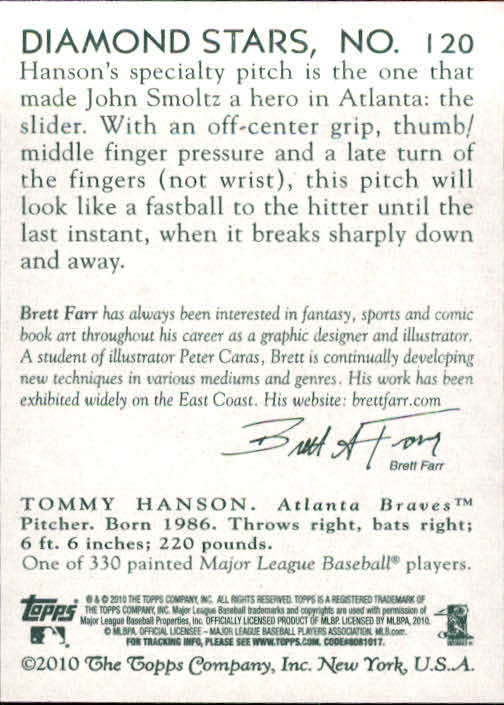 DIAMOND STARS, NO. 120
Hanson's specialty pitch is the one that
made John Smoltz a hero in Atlanta: the
slider. With an off-center grip, thumb/
middle finger pressure and a late turn of
the fingers (not wrist), this pitch will
look like a fastball to the hitter until the
last instant, when it breaks sharply down
and away.
Brett Farr has always been interested in fantasy, sports and comic
book art throughout his career as a graphic designer and illustrator.
A student of illustrator Peter Caras, Brett is continually developing
new techniques in various mediums and genres. His work has been
exhibited widely on the East Coast. His website: brettfarr.com
Brett A Farr
Brett Farr
TOMMY HANSON. Atlanta Braves™
Pitcher. Born 1986. Throws right, bats right;
6 ft. 6 inches; 220 pounds.
One of 330 painted Major League Baseball® players.
Topps
® & © 2010 THE TOPPS COMPANY, INC. ALL RIGHTS RESERVED. TOPPS IS A REGISTERED TRADEMARK OF
THE TOPPS COMPANY, INC. Major League Baseball trademarks and copyrights are used with permission of
Major League Baseball Properties, Inc. OFFICIALLY LICENSED PRODUCT OF MLBP. LICENSED BY MLBPA, 2010.
© MLBPA. OFFICIAL LICENSEE – MAJOR LEAGUE BASEBALL PLAYERS ASSOCIATION. MLB.com.
FOR TRACKING INFO, PLEASE SEE WWW.TOPPS.COM. CODE#8081017.
©2010 The Topps Company, Inc. New York, U.S.A.